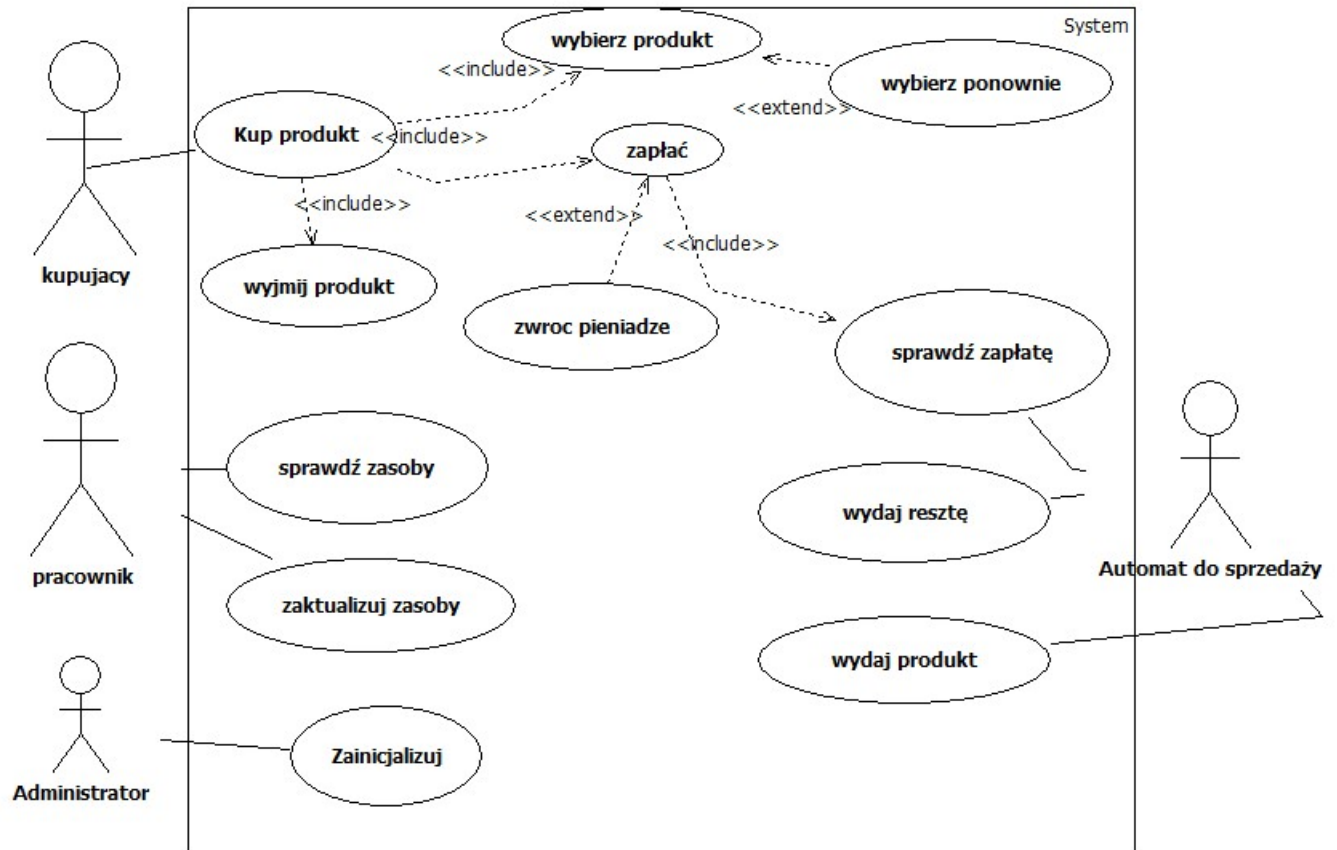 System
wybierz produkt
<<include>>
wybierz ponownie
<<extend>>
Kup produkt
<<include>>
zapłać
<<include>>
<<extend>>
<<include>>
kupujacy
wyjmij produkt
zwroc pieniadze
sprawdź zapłatę
sprawdź zasoby
wydaj resztę
pracownik
Automat do sprzedaży
zaktualizuj zasoby
wydaj produkt
Zainicjalizuj
Administrator